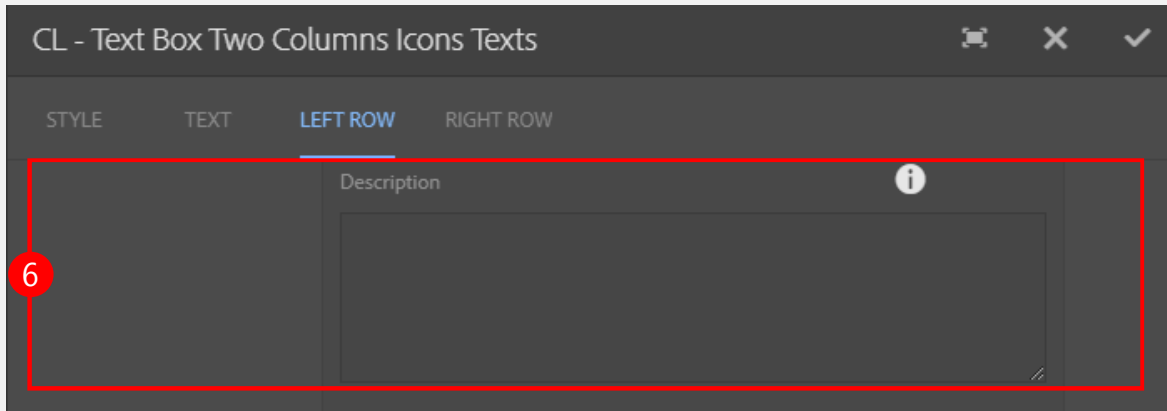 CL - Text Box Two Columns Icons Texts
STYLE TEXT LEFT ROW RIGHT ROW
Description
6